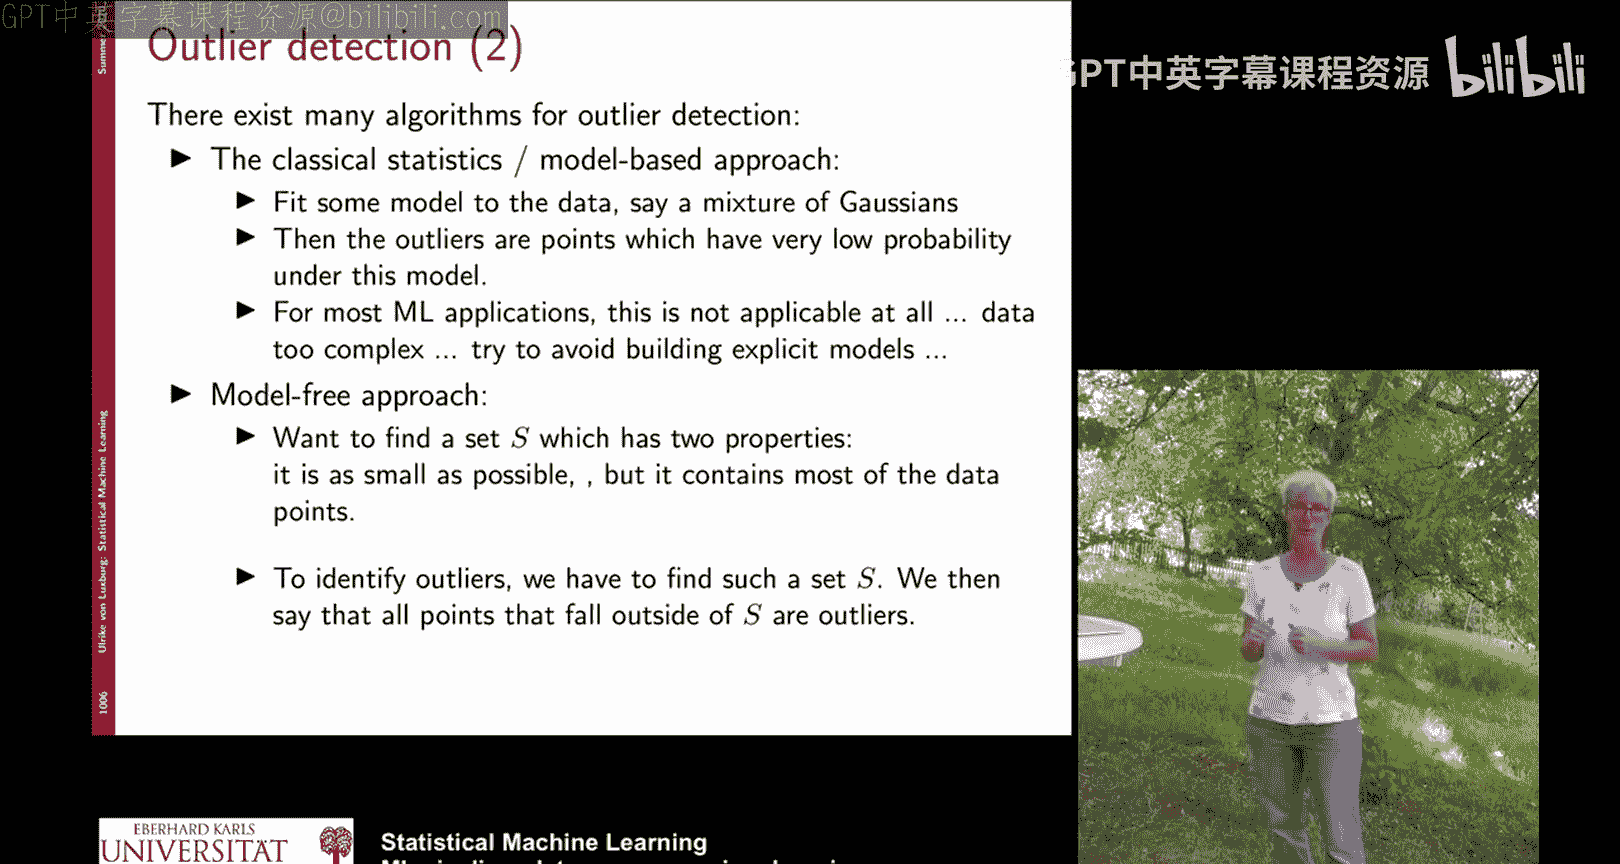 GPT中英字幕课程资源@bilibili.com
Outlier detection (2)
GPT中英字幕课程资源 bilibili
There exist many algorithms for outlier detection:
► The classical statistics / model-based approach:
► Fit some model to the data, say a mixture of Gaussians
► Then the outliers are points which have very low probability
under this model.
► For most ML applications, this is not applicable at all ... data
too complex ... try to avoid building explicit models ...
► Model-free approach:
► Want to find a set S which has two properties:
it is as small as possible, , but it contains most of the data
points.
► To identify outliers, we have to find such a set S. We then
say that all points that fall outside of S are outliers.
Ulrike von Luxburg: Statistical Machine Learning
1006
EBERHARD KARLS
UNIVERSITÄT
Statistical Machine Learning